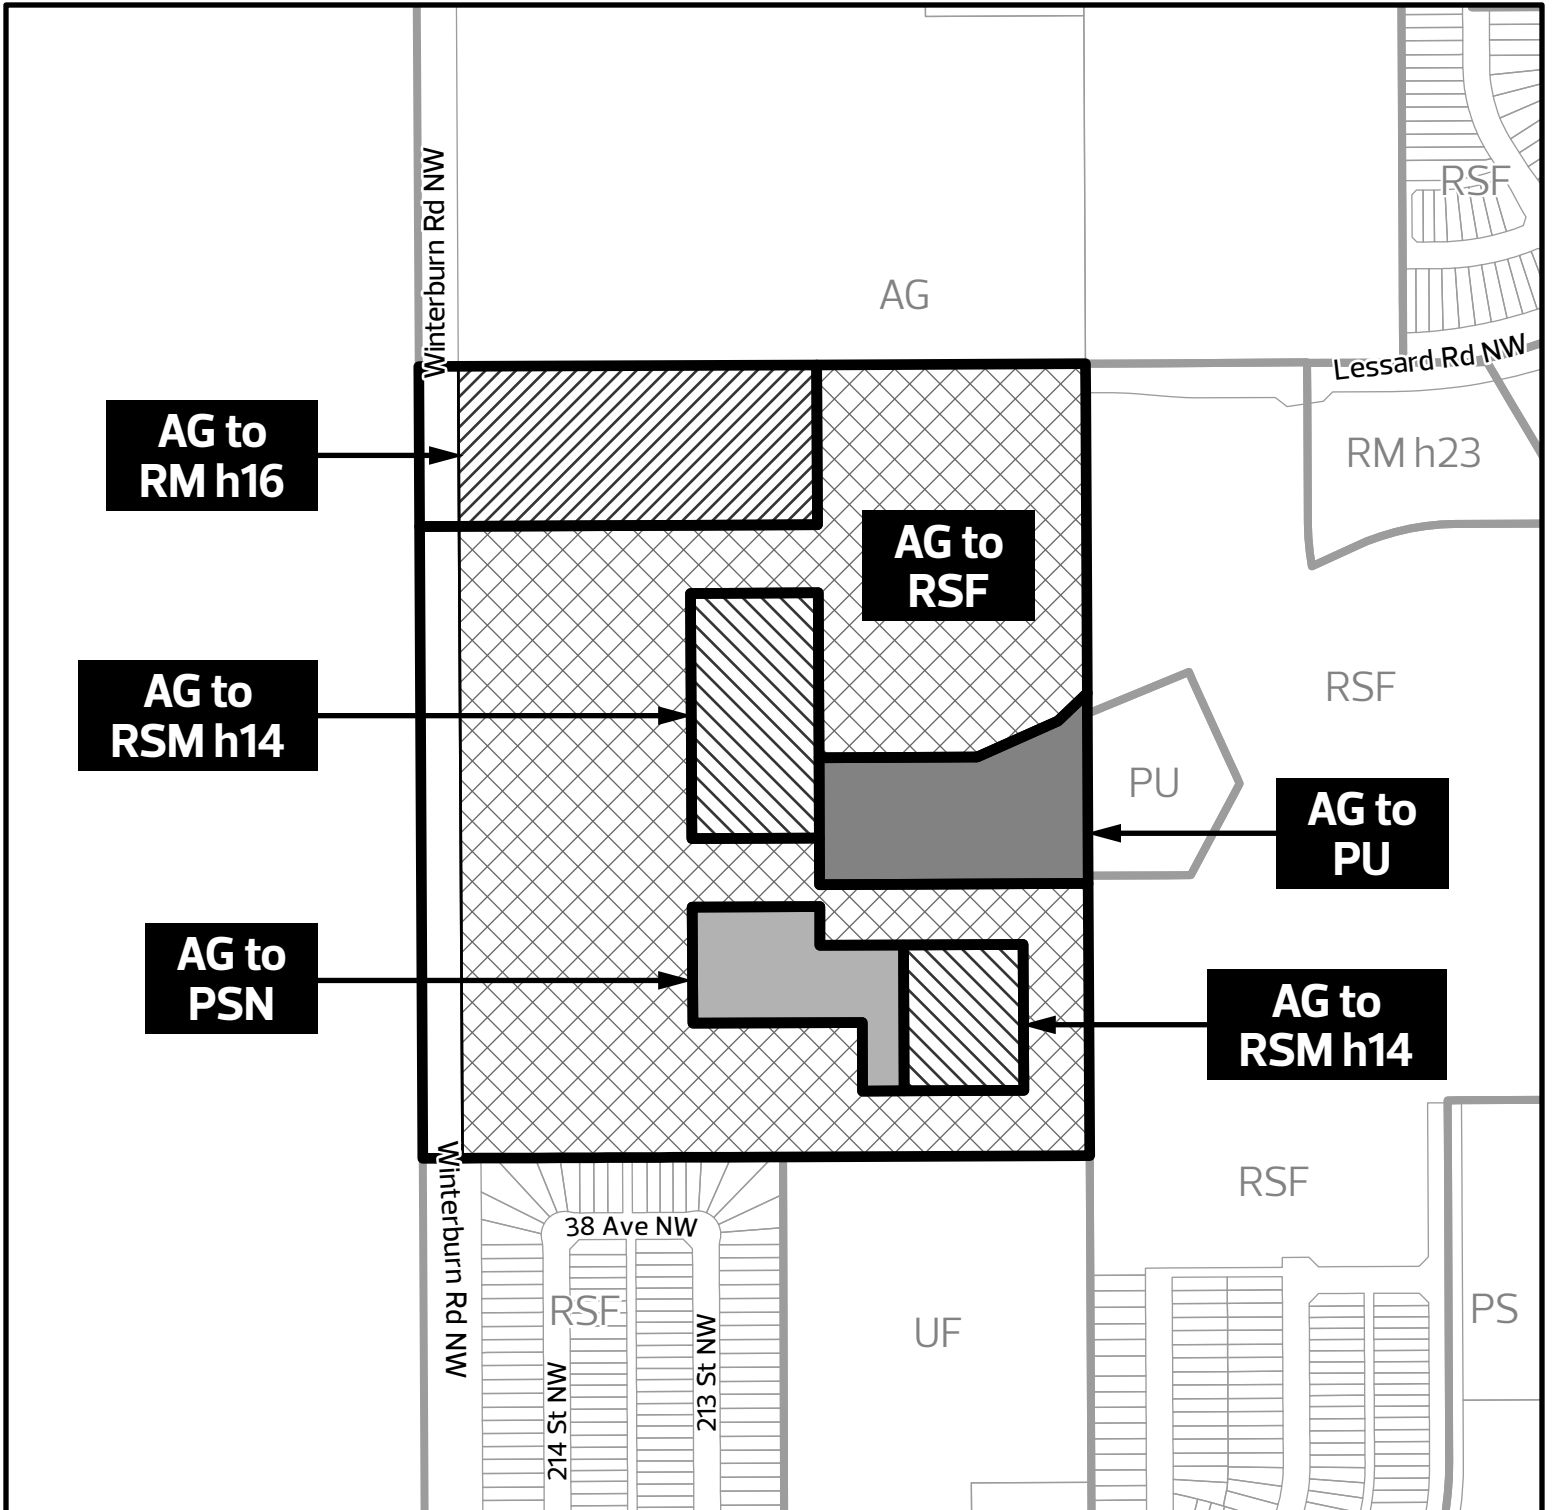 Winterburn Rd NW
RSF
AG
Lessard Rd NW
AG to
RM h16
RM h23
AG to
RSF
AG to
RSM h14
RSF
PU
AG to
PU
AG to
PSN
AG to
RSM h14
Winterburn Rd NW
RSF
38 Ave NW
RSF
214 St NW
213 St NW
UF
PS